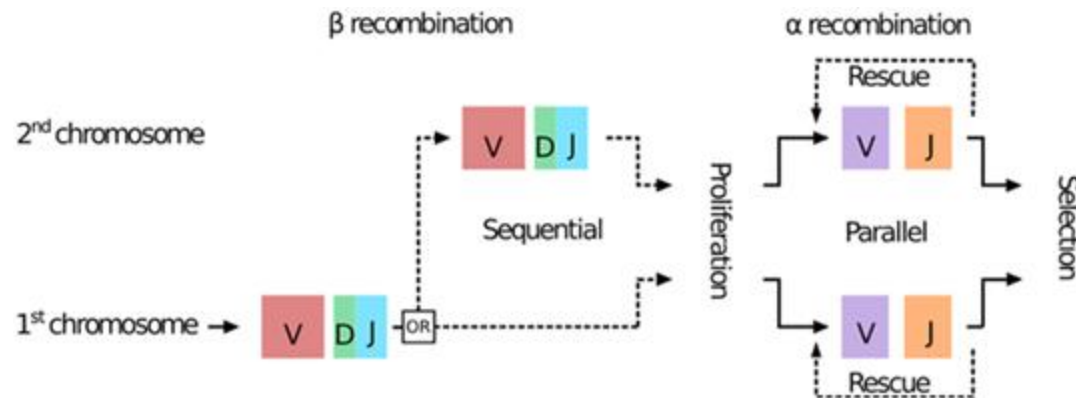 β recombination
α recombination
Rescue
2nd chromosome
V D J
V J
Sequential
Proliferation
Parallel
Selection
1st chromosome
V D J
OR
V J
Rescue